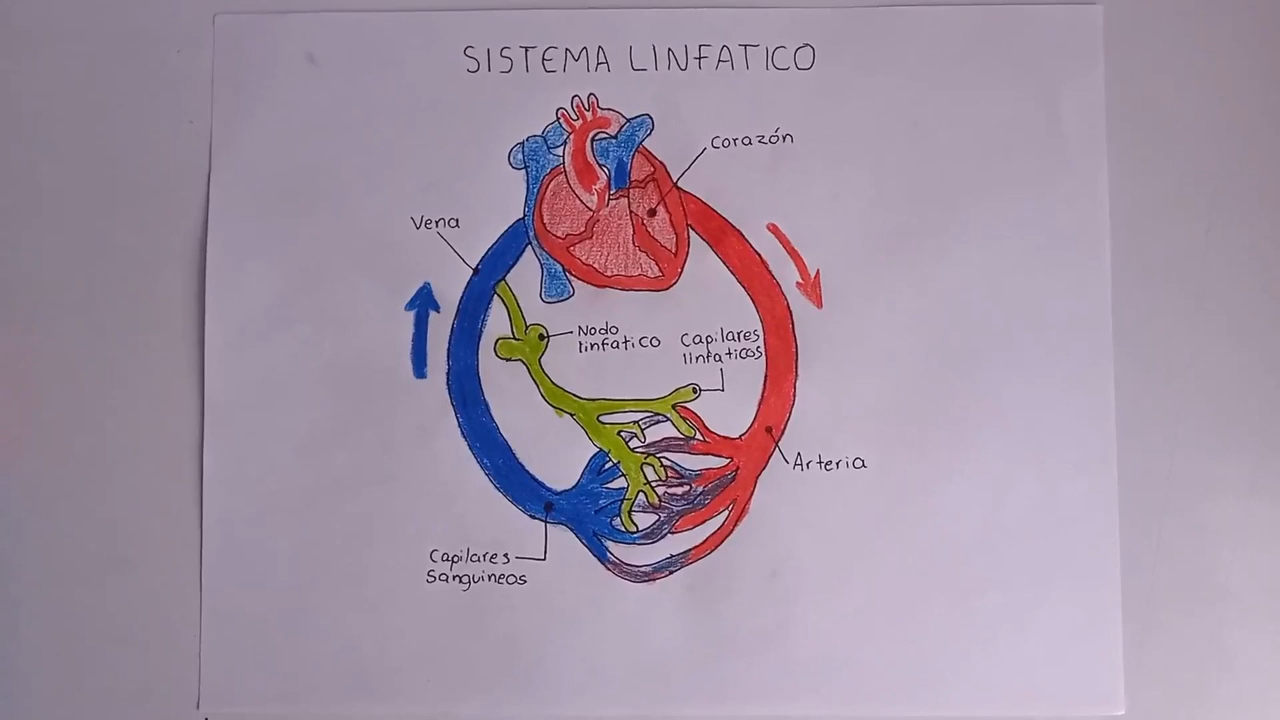 SISTEMA LINFATICO
Corazón
Vena
Nodo
linfatico
Capilares
linfaticos
Arteria
Capilares
Sanguineos